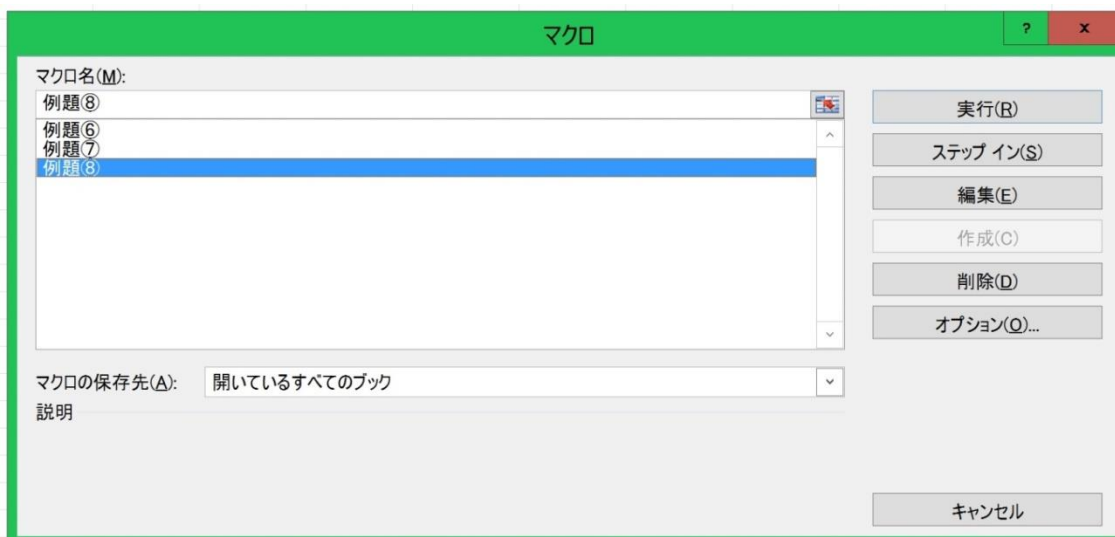 マクロ
? x
マクロ名(M):
例題⑧
例題⑥
例題⑦
例題⑧
実行(R)
ステップ イン(S)
編集(E)
作成(C)
削除(D)
オプション(O)...
マクロの保存先(A): 開いているすべてのブック
説明
キャンセル